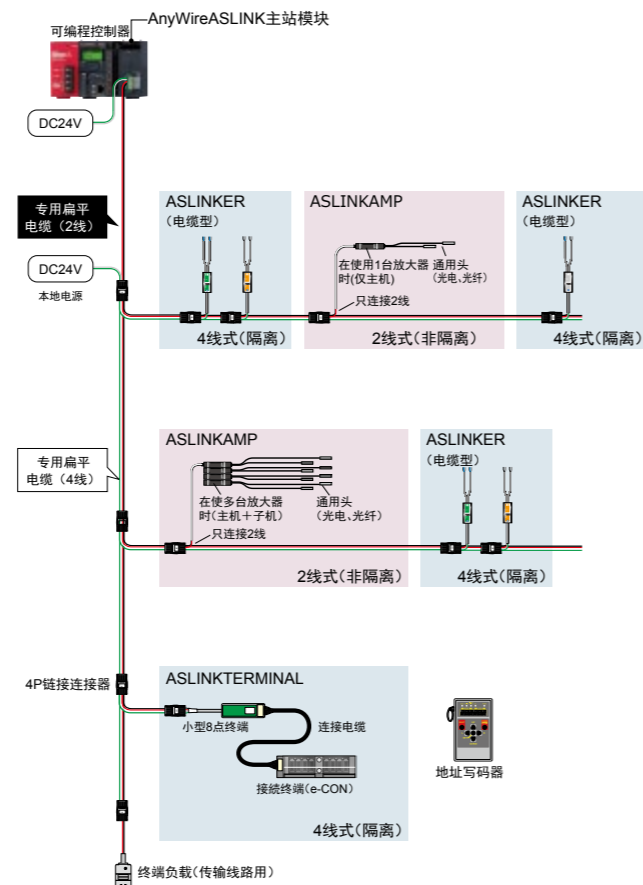 AnyWireASLINK主站模块
可编程控制器
DC24V
专用扁平
电缆（2线）
DC24V
本地电源
ASLINKER
（电缆型）
4线式（隔离）
ASLINKAMP
在使用1台放大器
时(仅主机)
通用头
（光电、光纤）
只连接2线
2线式（非隔离）
ASLINKER
（电缆型）
4线式（隔离）
专用扁平
电缆（4线）
ASLINKAMP
在使多台放大器
时(主机＋子机)
通用头
（光电、光纤）
只连接2线
2线式（非隔离）
ASLINKER
（电缆型）
4线式（隔离）
4P链接连接器
ASLINKTERMINAL
小型8点终端
连接电缆
接続终端(e-CON)
4线式（隔离）
地址写码器
终端负载(传输线路用)